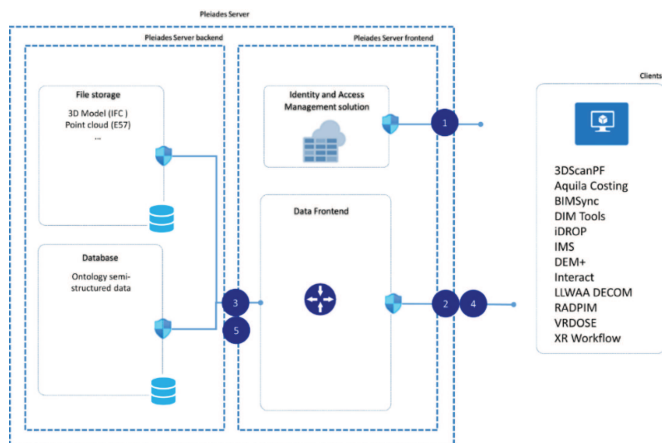 Pleiades Server
Pleiades Server backend
Pleiades Server frontend
File storage
3D Model (IFC )
Point cloud (E57)
...
Database
Ontology semi-
structured data
Identity and Access
Management solution
Data Frontend
1
3
5
2
4
Clients
3DScanPF
Aquila Costing
BIMSync
DIM Tools
iDROP
IMS
DEM+
Interact
LLWAA DECOM
RADPIM
VRDOSE
XR Workflow